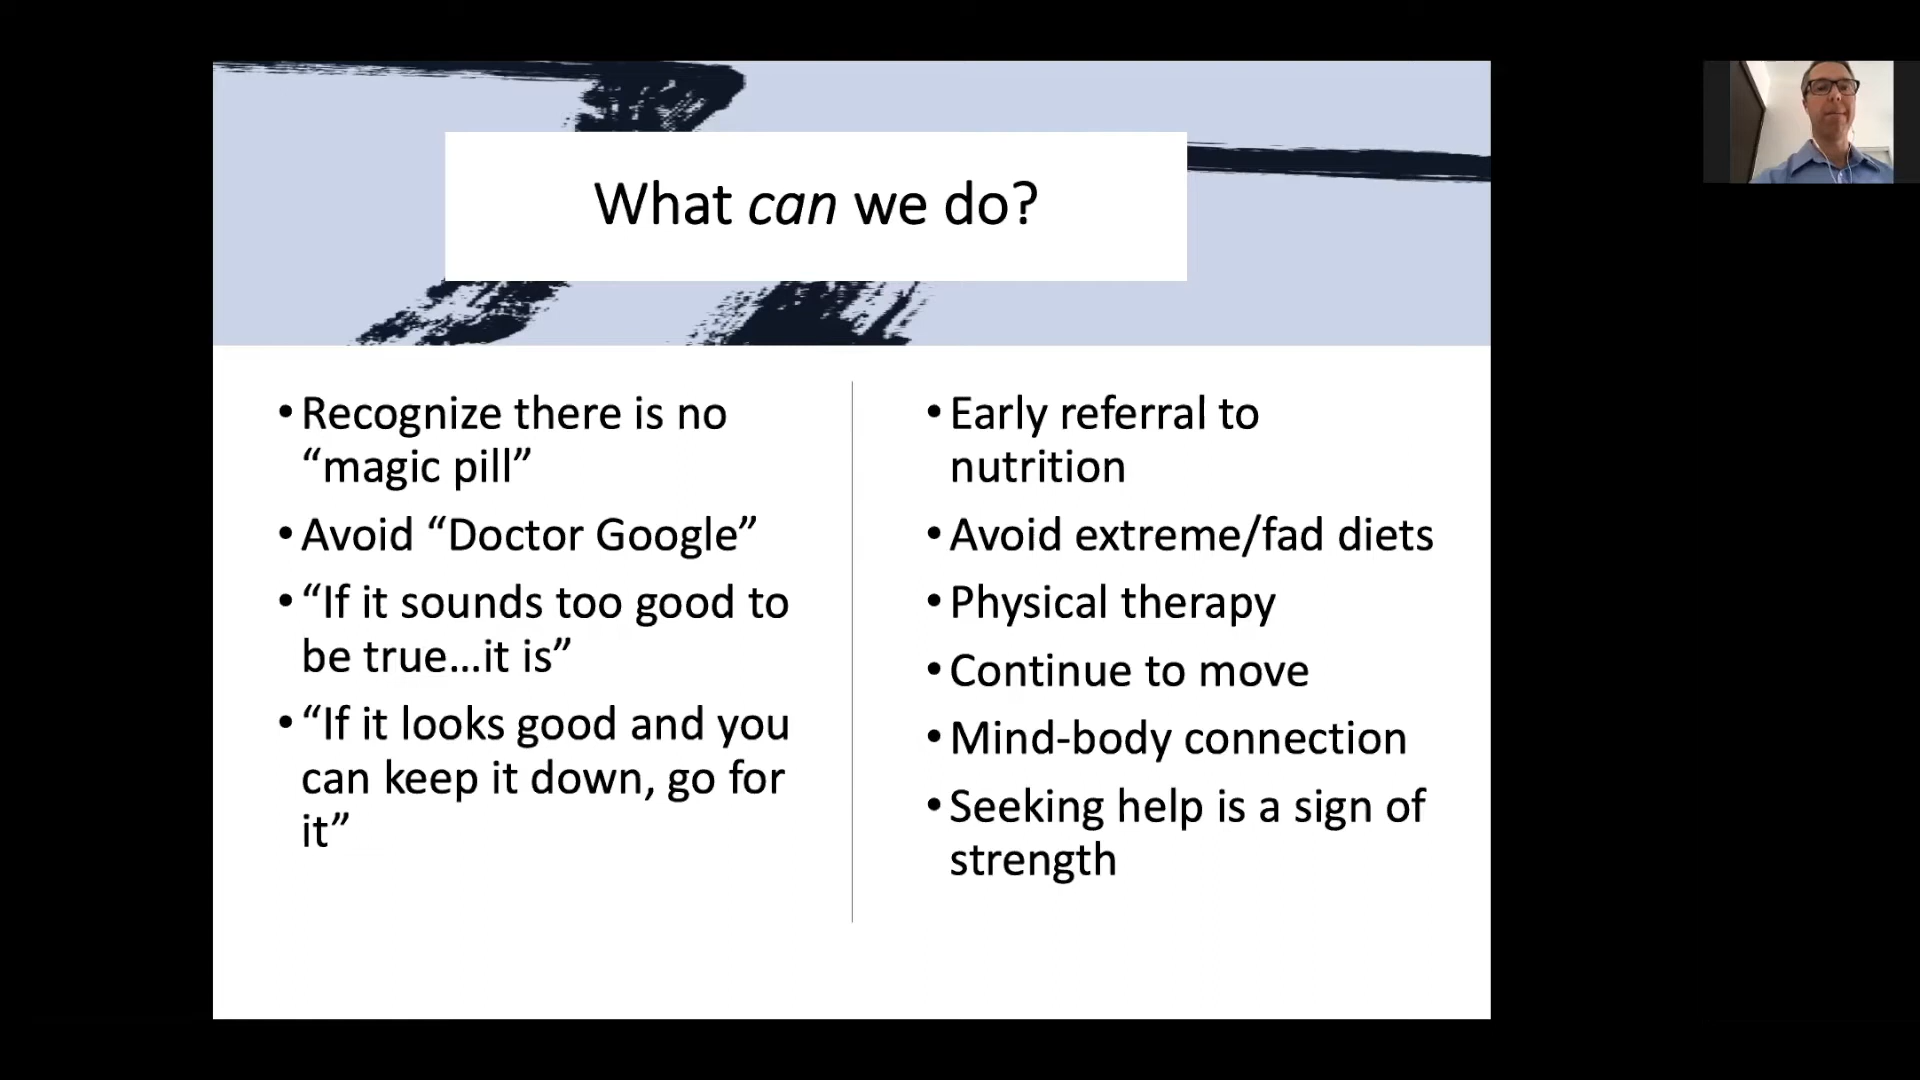 What can we do?
•Recognize there is no
“magic pill”
•Avoid “Doctor Google”
•“If it sounds too good to
be true…it is”
•“If it looks good and you
can keep it down, go for
it”
•Early referral to
nutrition
•Avoid extreme/fad diets
•Physical therapy
•Continue to move
•Mind-body connection
•Seeking help is a sign of
strength